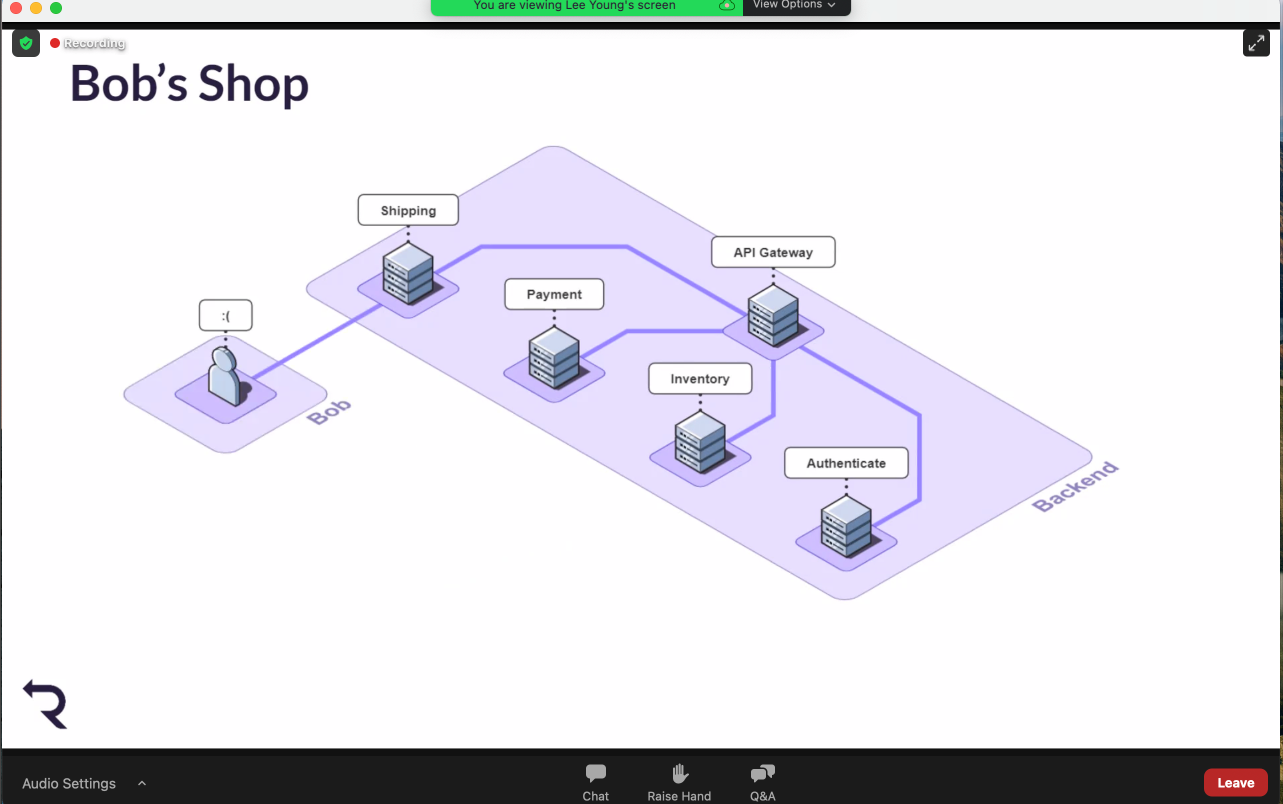 You are viewing Lee Young's screen
View Options
Recording
Bob's Shop
Shipping
API Gateway
Payment
:(
Inventory
Bob
Authenticate
Backend
Audio Settings
Chat
Raise Hand
Q&A
Leave